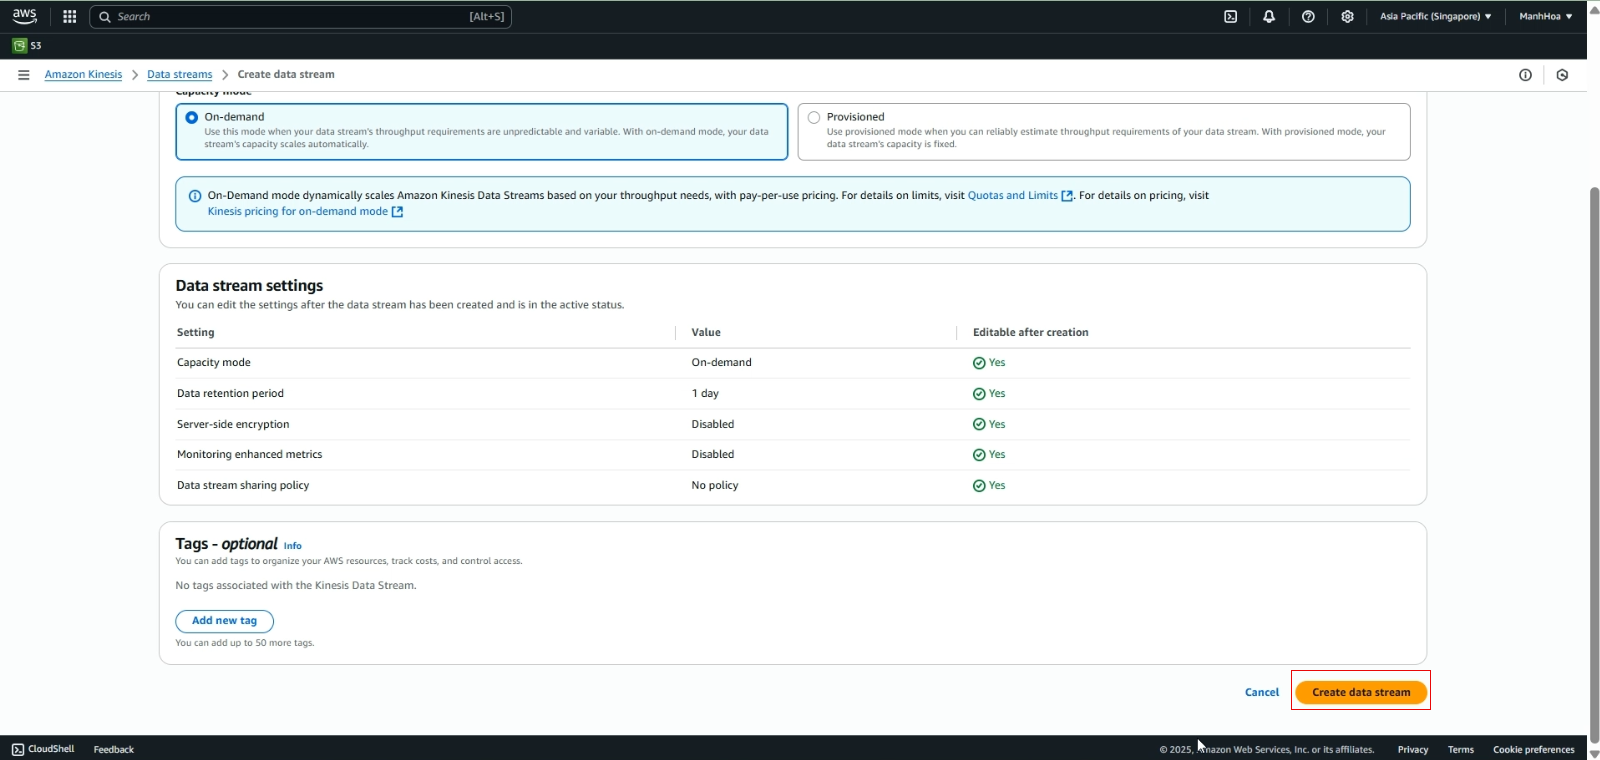 aws
Search [Alt+S]
Asia Pacific (Singapore) ▼
ManhHoa ▼
S3
Amazon Kinesis > Data streams > Create data stream
Capacity mode
On-demand
Use this mode when your data stream's throughput requirements are unpredictable and variable. With on-demand mode, your data
stream's capacity scales automatically.
Provisioned
Use provisioned mode when you can reliably estimate throughput requirements of your data stream. With provisioned mode, your
data stream's capacity is fixed.
On-Demand mode dynamically scales Amazon Kinesis Data Streams based on your throughput needs, with pay-per-use pricing. For details on limits, visit Quotas and Limits. For details on pricing, visit
Kinesis pricing for on-demand mode
Data stream settings
You can edit the settings after the data stream has been created and is in the active status.
Setting Value Editable after creation
Capacity mode On-demand Yes
Data retention period 1 day Yes
Server-side encryption Disabled Yes
Monitoring enhanced metrics Disabled Yes
Data stream sharing policy No policy Yes
Tags - optional Info
You can add tags to organize your AWS resources, track costs, and control access.
No tags associated with the Kinesis Data Stream.
Add new tag
You can add up to 50 more tags.
Cancel Create data stream
CloudShell Feedback © 2025, Amazon Web Services, Inc. or its affiliates. Privacy Terms Cookie preferences